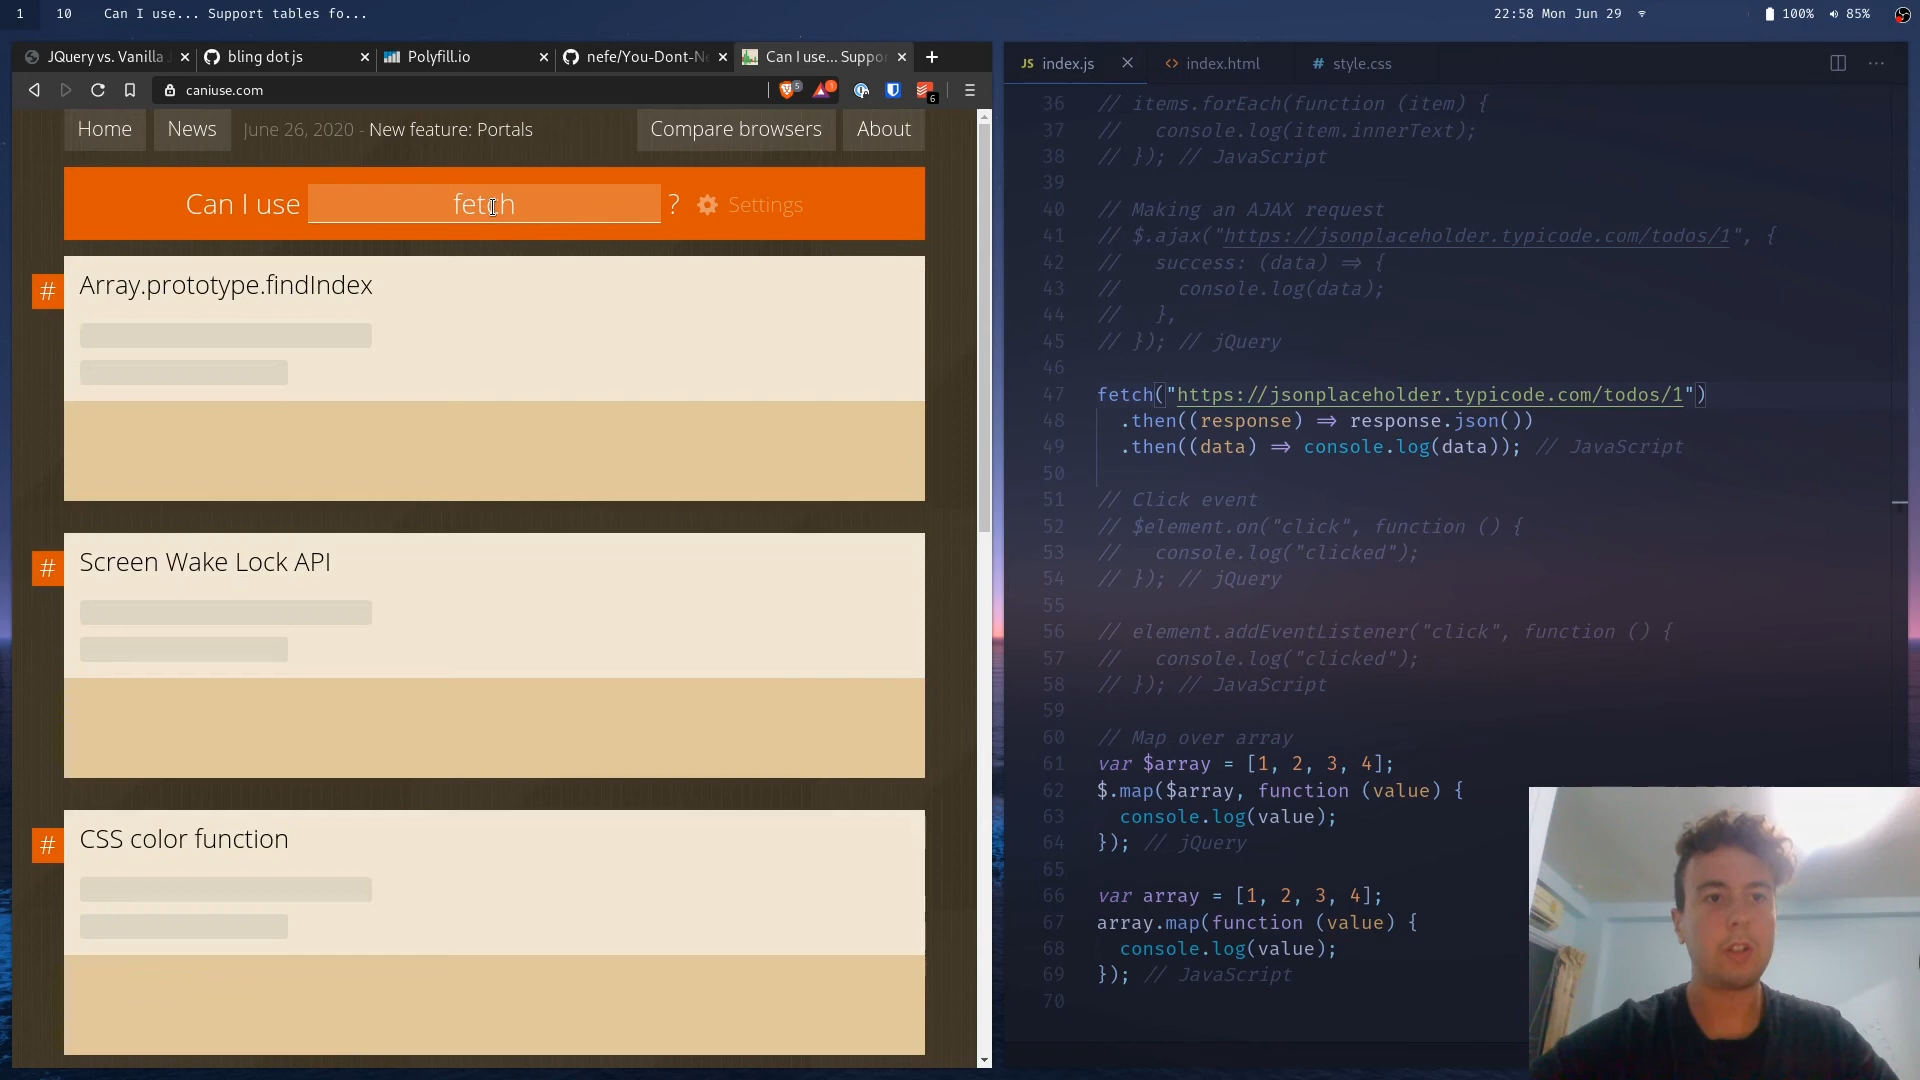 1 10 Can I use... Support tables fo...
22:58 Mon Jun 29 100% 85%
JQuery vs. Vanilla J
bling dot js
Polyfill.io
nefe/You-Dont-Ne
Can I use... Suppor
caniuse.com
5
1
6
Home
News
June 26, 2020 - New feature: Portals
Compare browsers
About
Can I use fetch ? Settings
# Array.prototype.findIndex
# Screen Wake Lock API
# CSS color function
JS index.js
<> index.html
# style.css
36 // items.forEach(function (item) {
37 //   console.log(item.innerText);
38 // }); // JavaScript
39
40 // Making an AJAX request
41 // $.ajax("https://jsonplaceholder.typicode.com/todos/1", {
42 //   success: (data) => {
43 //     console.log(data);
44 //   },
45 // }); // jQuery
46
47 fetch("https://jsonplaceholder.typicode.com/todos/1")
48   .then((response) => response.json())
49   .then((data) => console.log(data)); // JavaScript
50
51 // Click event
52 // $element.on("click", function () {
53 //   console.log("clicked");
54 // }); // jQuery
55
56 // element.addEventListener("click", function () {
57 //   console.log("clicked");
58 // }); // JavaScript
59
60 // Map over array
61 var $array = [1, 2, 3, 4];
62 $.map($array, function (value) {
63   console.log(value);
64 }); // jQuery
65
66 var array = [1, 2, 3, 4];
67 array.map(function (value) {
68   console.log(value);
69 }); // JavaScript
70